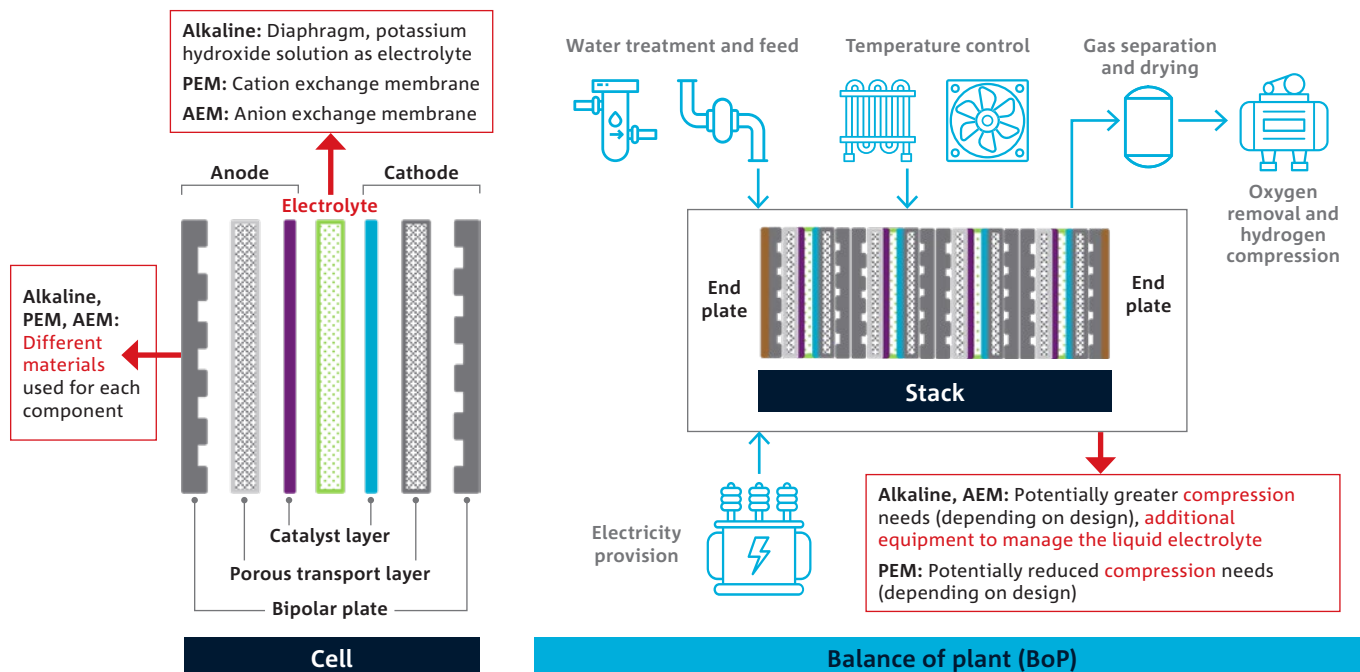 Alkaline: Diaphragm, potassium
hydroxide solution as electrolyte
PEM: Cation exchange membrane
AEM: Anion exchange membrane
Anode
Cathode
Electrolyte
Alkaline,
PEM, AEM:
Different
materials
used for each
component
Catalyst layer
Porous transport layer
Bipolar plate
Cell
Water treatment and feed
Temperature control
Gas separation
and drying
Oxygen
removal and
hydrogen
compression
End
plate
End
plate
Stack
Electricity
provision
Alkaline, AEM: Potentially greater compression
needs (depending on design), additional
equipment to manage the liquid electrolyte
PEM: Potentially reduced compression needs
(depending on design)
Balance of plant (BoP)